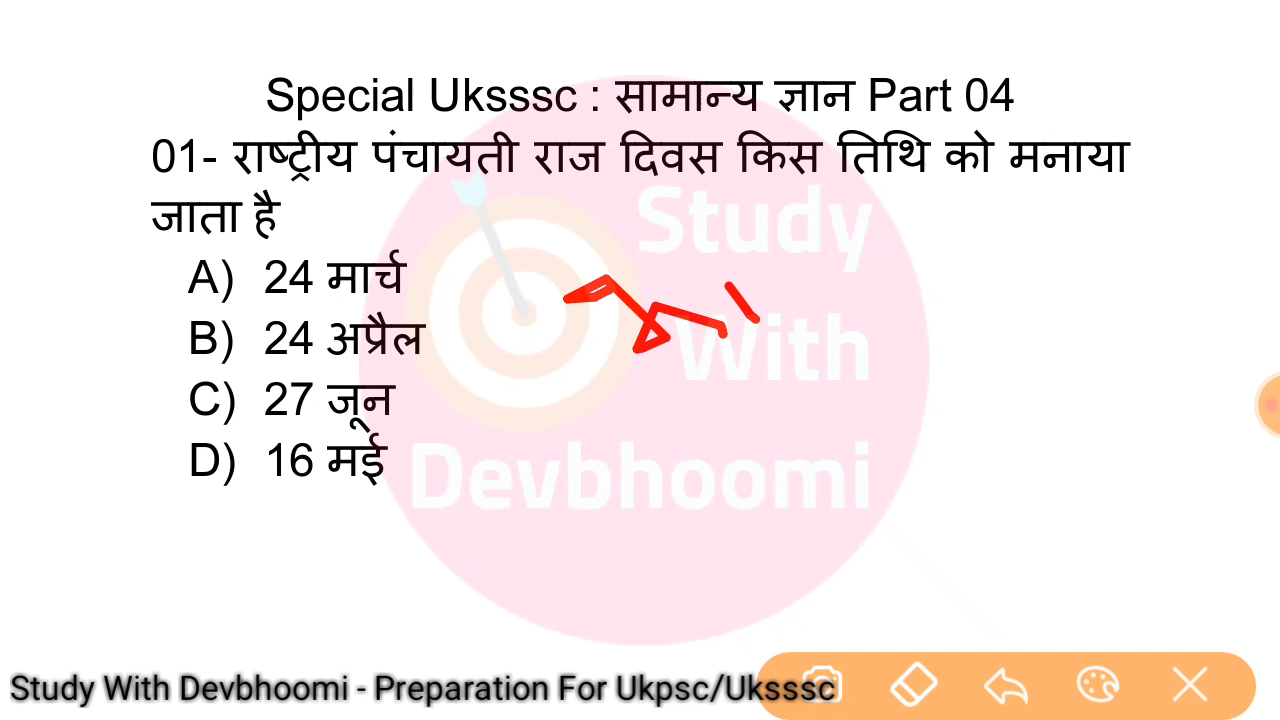 Special Uksssc : सामान्य ज्ञान Part 04
01- राष्ट्रीय पंचायती राज दिवस किस तिथि को मनाया
जाता है
A) 24 मार्च
B) 24 अप्रैल
C) 27 जून
D) 16 मई
Study
With
Devbhoomi
Study With Devbhoomi - Preparation For Ukpsc/Uksssc